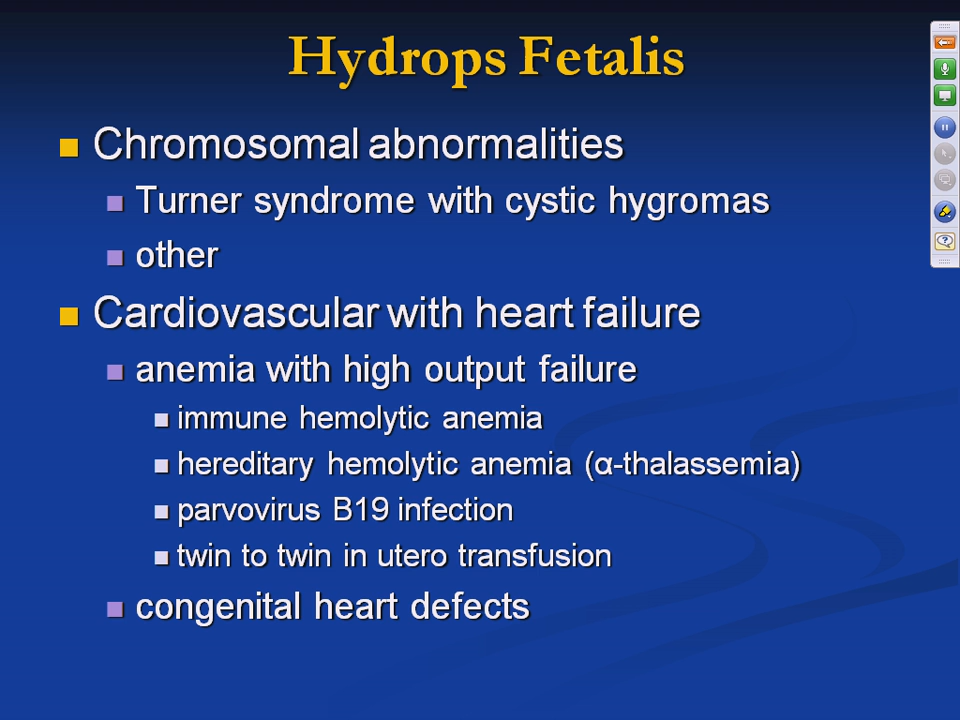 Hydrops Fetalis
Chromosomal abnormalities
Turner syndrome with cystic hygromas
other
Cardiovascular with heart failure
anemia with high output failure
immune hemolytic anemia
hereditary hemolytic anemia (α-thalassemia)
parvovirus B19 infection
twin to twin in utero transfusion
congenital heart defects